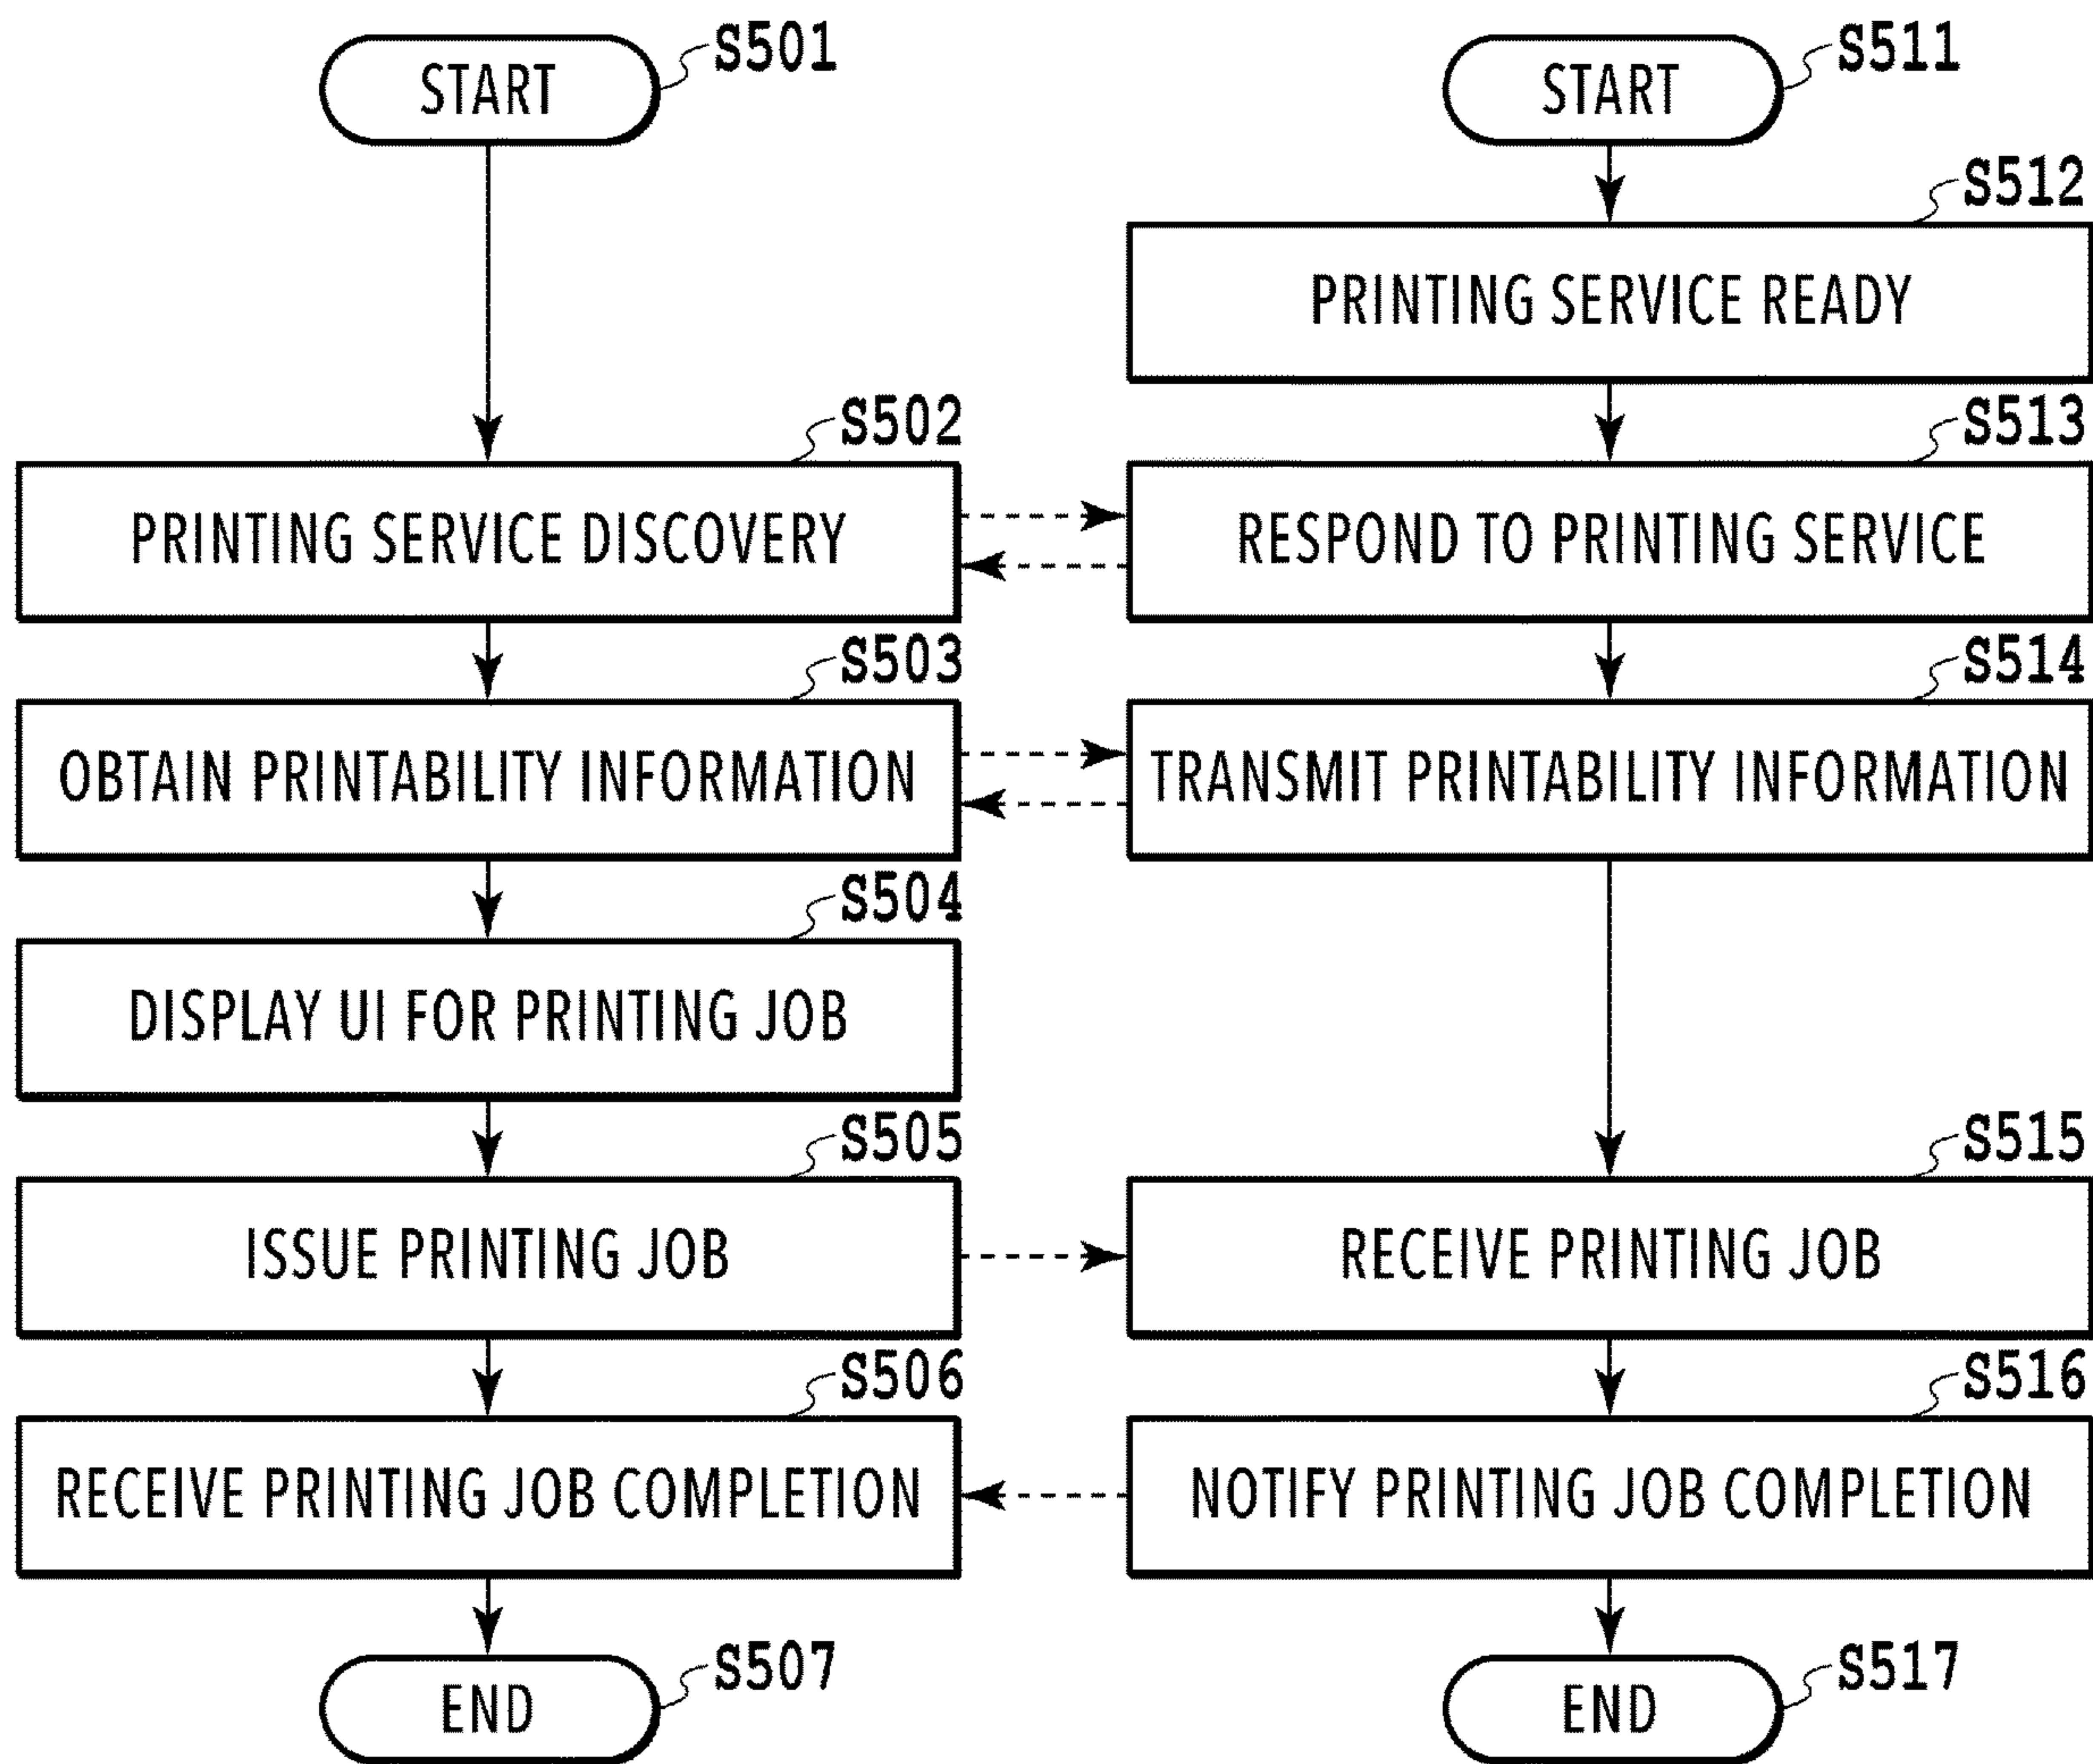 START
S501
START
S511
S512
PRINTING SERVICE READY
S502
S513
PRINTING SERVICE DISCOVERY
RESPOND TO PRINTING SERVICE
S503
S514
OBTAIN PRINTABILITY INFORMATION
TRANSMIT PRINTABILITY INFORMATION
S504
DISPLAY UI FOR PRINTING JOB
S505
S515
ISSUE PRINTING JOB
RECEIVE PRINTING JOB
S506
S516
RECEIVE PRINTING JOB COMPLETION
NOTIFY PRINTING JOB COMPLETION
END
S507
END
S517